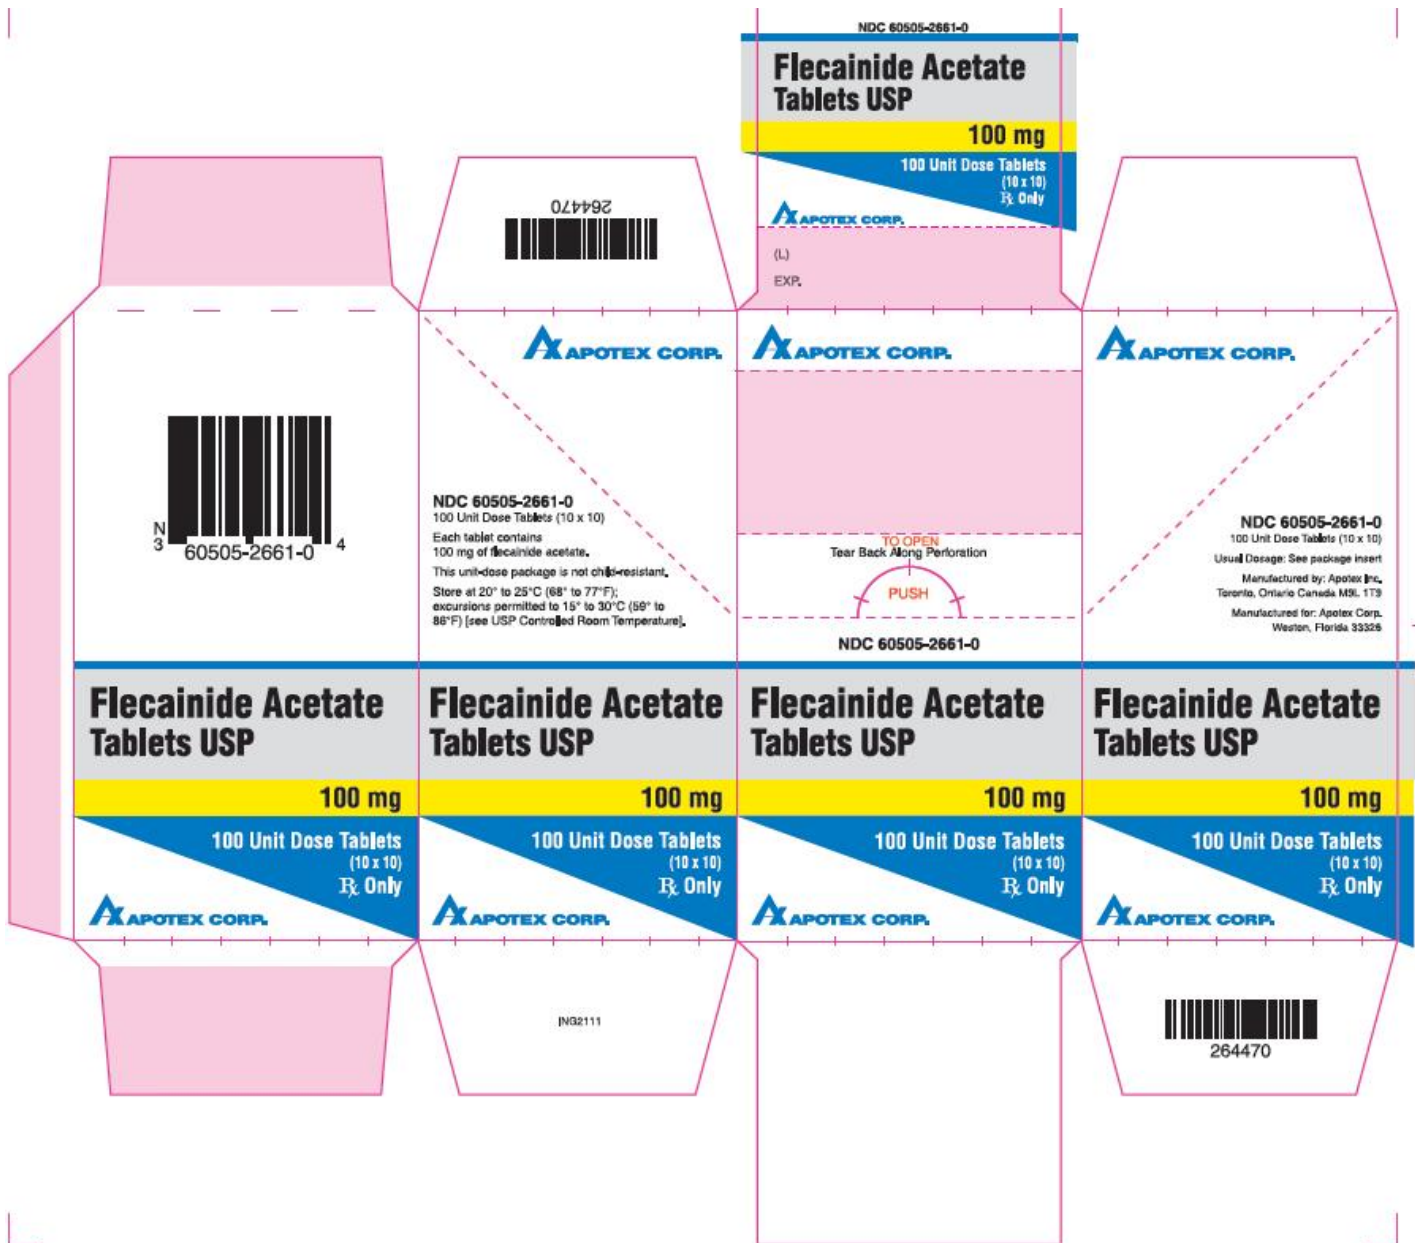 NDC 60505-2661-0
Flecainide Acetate
Tablets USP
100 mg
100 Unit Dose Tablets
(10 x 10)
Rx Only
APOTEX CORP.
(L)
EXP.
264470
N
3
60505-2661-0
4
APOTEX CORP.
NDC 60505-2661-0
100 Unit Dose Tablets (10 x 10)
Each tablet contains
100 mg of flecainide acetate.
This unit-dose package is not child-resistant.
Store at 20° to 25°C (68° to 77°F);
excursions permitted to 15° to 30°C (59° to
86°F) [see USP Controlled Room Temperature].
APOTEX CORP.
TO OPEN
Tear Back Along Perforation
PUSH
NDC 60505-2661-0
APOTEX CORP.
NDC 60505-2661-0
100 Unit Dose Tablets (10 x 10)
Usual Dosage: See package insert
Manufactured by: Apotex Inc.
Toronto, Ontario Canada M9L 1T9
Manufactured for: Apotex Corp.
Weston, Florida 33326
Flecainide Acetate
Tablets USP
100 mg
100 Unit Dose Tablets
(10 x 10)
Rx Only
APOTEX CORP.
Flecainide Acetate
Tablets USP
100 mg
100 Unit Dose Tablets
(10 x 10)
Rx Only
APOTEX CORP.
Flecainide Acetate
Tablets USP
100 mg
100 Unit Dose Tablets
(10 x 10)
Rx Only
APOTEX CORP.
Flecainide Acetate
Tablets USP
100 mg
100 Unit Dose Tablets
(10 x 10)
Rx Only
APOTEX CORP.
ING2111
264470